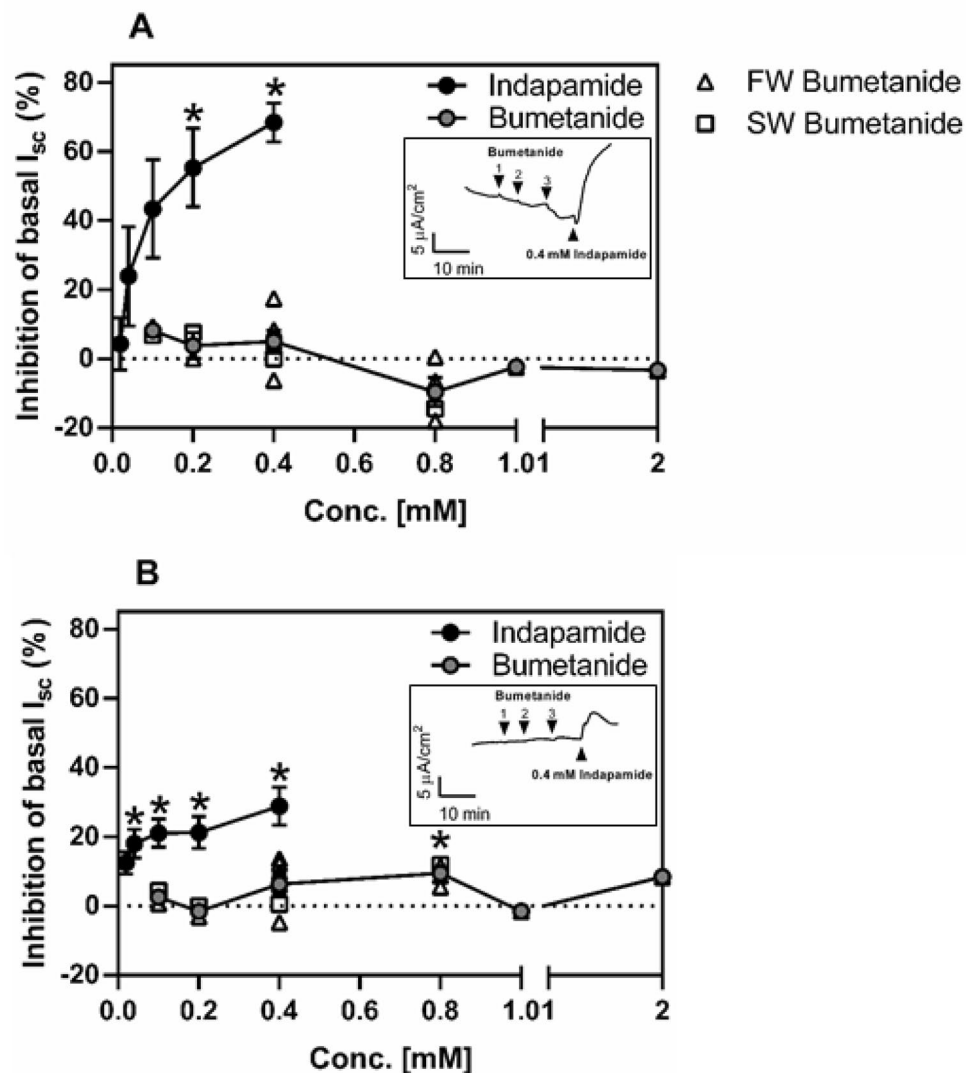 A
Inhibition of basal Isc (%)
80
60
40
20
0
-20
* *
Indapamide
Bumetanide
FW Bumetanide
SW Bumetanide
Bumetanide
1 2 3
5 µA/cm2
10 min
0.4 mM Indapamide
0.0 0.2 0.4 0.6 0.8 1.01 2
Conc. [mM]
B
Inhibition of basal Isc (%)
80
60
40
20
0
-20
* * * * *
Indapamide
Bumetanide
Bumetanide
1 2 3
5 µA/cm2
10 min
0.4 mM Indapamide
0.0 0.2 0.4 0.6 0.8 1.01 2
Conc. [mM]